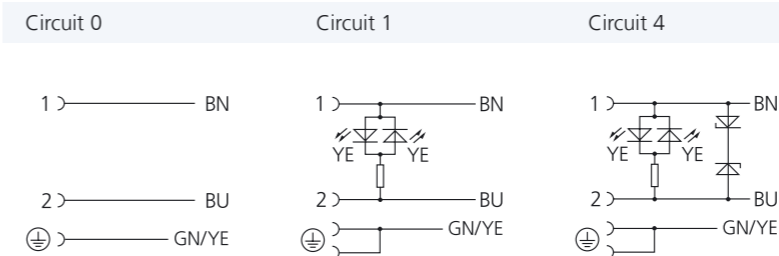 Circuit 0 Circuit 1 Circuit 4
1 BN 1 BN 1 BN
YE YE YE YE
2 BU 2 BU 2 BU
GN/YE GN/YE GN/YE